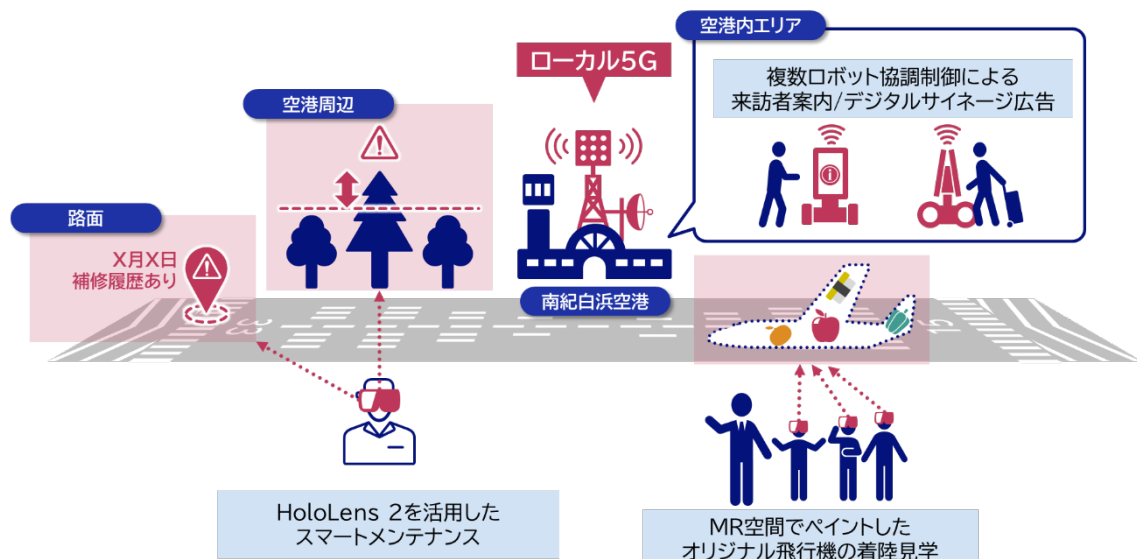 空港内エリア
ローカル5G
複数ロボット協調制御による
来訪者案内/デジタルサイネージ広告
空港周辺
路面
X月X日
補修履歴あり
南紀白浜空港
33
15
HoloLens 2を活用した
スマートメンテナンス
MR空間でペイントした
オリジナル飛行機の着陸見学